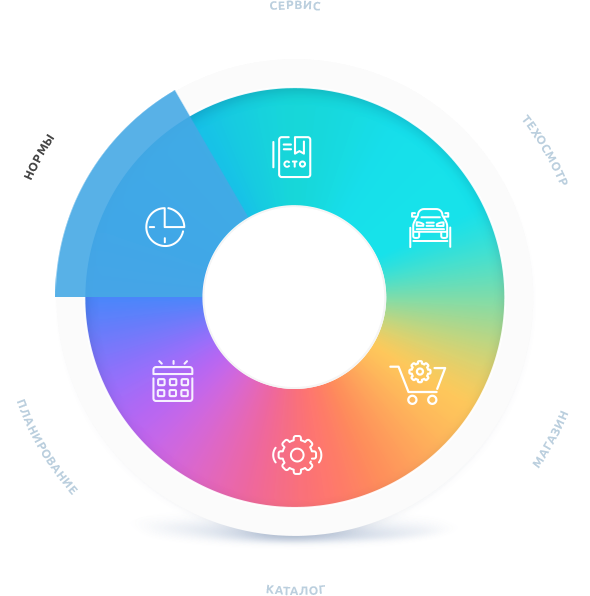 СЕРВИС
ТЕХОСМОТР
МАГАЗИН
КАТАЛОГ
ПЛАНИРОВАНИЕ
НОРМЫ
СТО